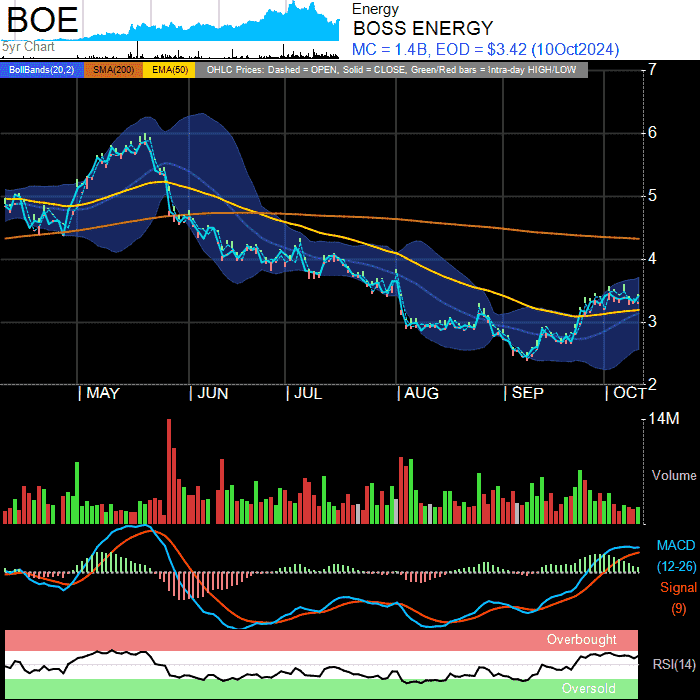 BOE
5yr Chart
Energy
BOSS ENERGY
MC = 1.4B, EOD = $3.42 (10Oct2024)
BollBands(20,2) SMA(200) EMA(50) OHLC Prices: Dashed = OPEN, Solid = CLOSE, Green/Red bars = Intra-day HIGH/LOW
7
6
5
4
3
2
MAY JUN JUL AUG SEP OCT
14M
Volume
MACD
(12-26)
Signal
(9)
Overbought
RSI(14)
Oversold